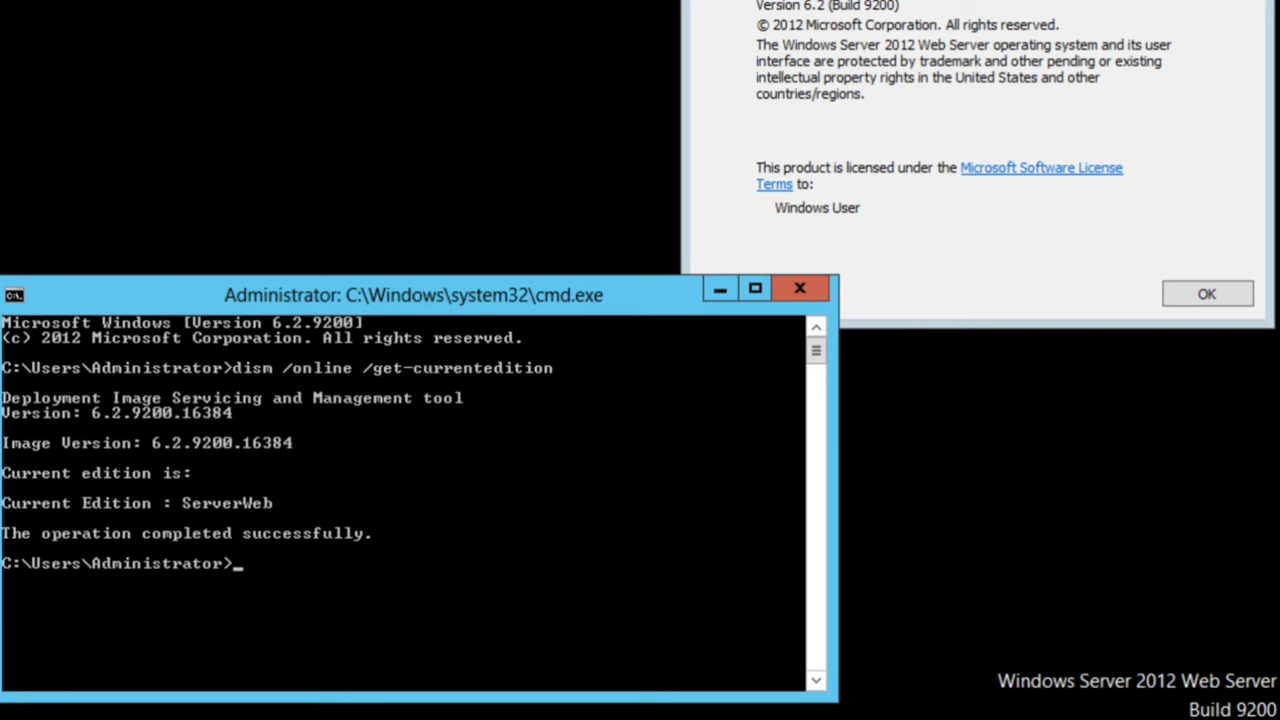 Version 6.2 (Build 9200)
© 2012 Microsoft Corporation. All rights reserved.
The Windows Server 2012 Web Server operating system and its user
interface are protected by trademark and other pending or existing
intellectual property rights in the United States and other
countries/regions.
This product is licensed under the Microsoft Software License
Terms to:
Windows User
OK
Administrator: C:\Windows\system32\cmd.exe
Microsoft Windows [Version 6.2.9200]
(c) 2012 Microsoft Corporation. All rights reserved.
C:\Users\Administrator>dism /online /get-currentedition
Deployment Image Servicing and Management tool
Version: 6.2.9200.16384
Image Version: 6.2.9200.16384
Current edition is:
Current Edition : ServerWeb
The operation completed successfully.
C:\Users\Administrator>_
Windows Server 2012 Web Server
Build 9200